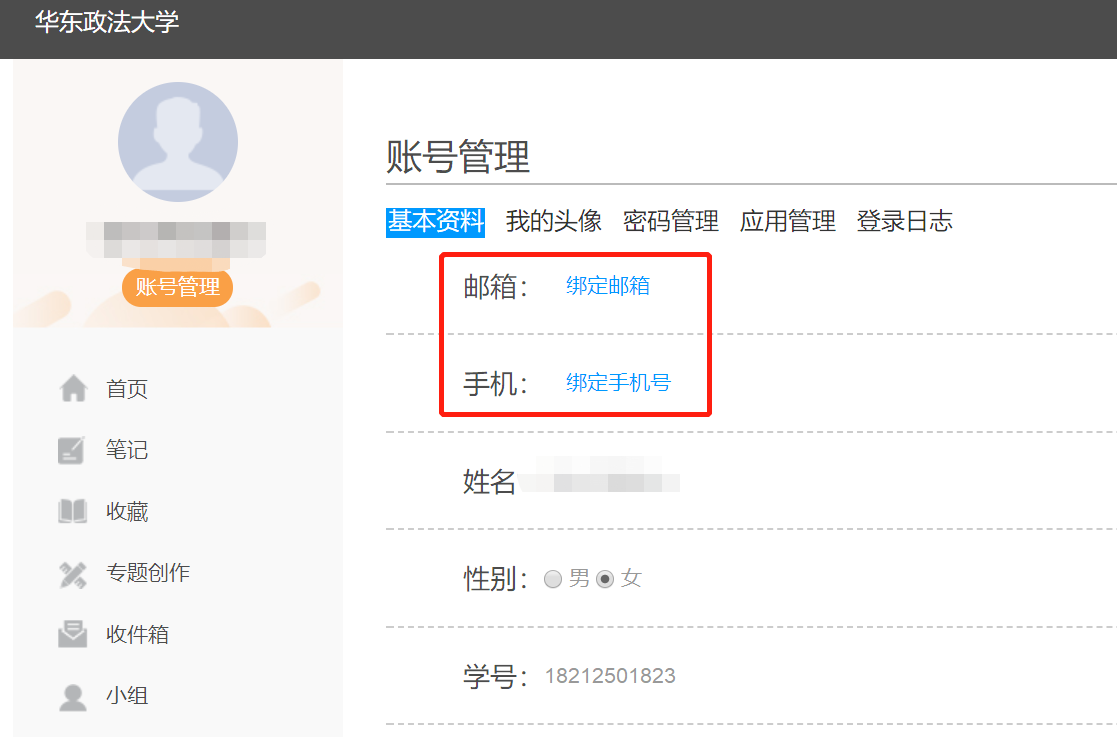 华东政法大学
账号管理
首页
笔记
收藏
专题创作
收件箱
小组
账号管理
基本资料 我的头像 密码管理 应用管理 登录日志
邮箱： 绑定邮箱
手机： 绑定手机号
姓名
性别： 男 女
学号： 18212501823